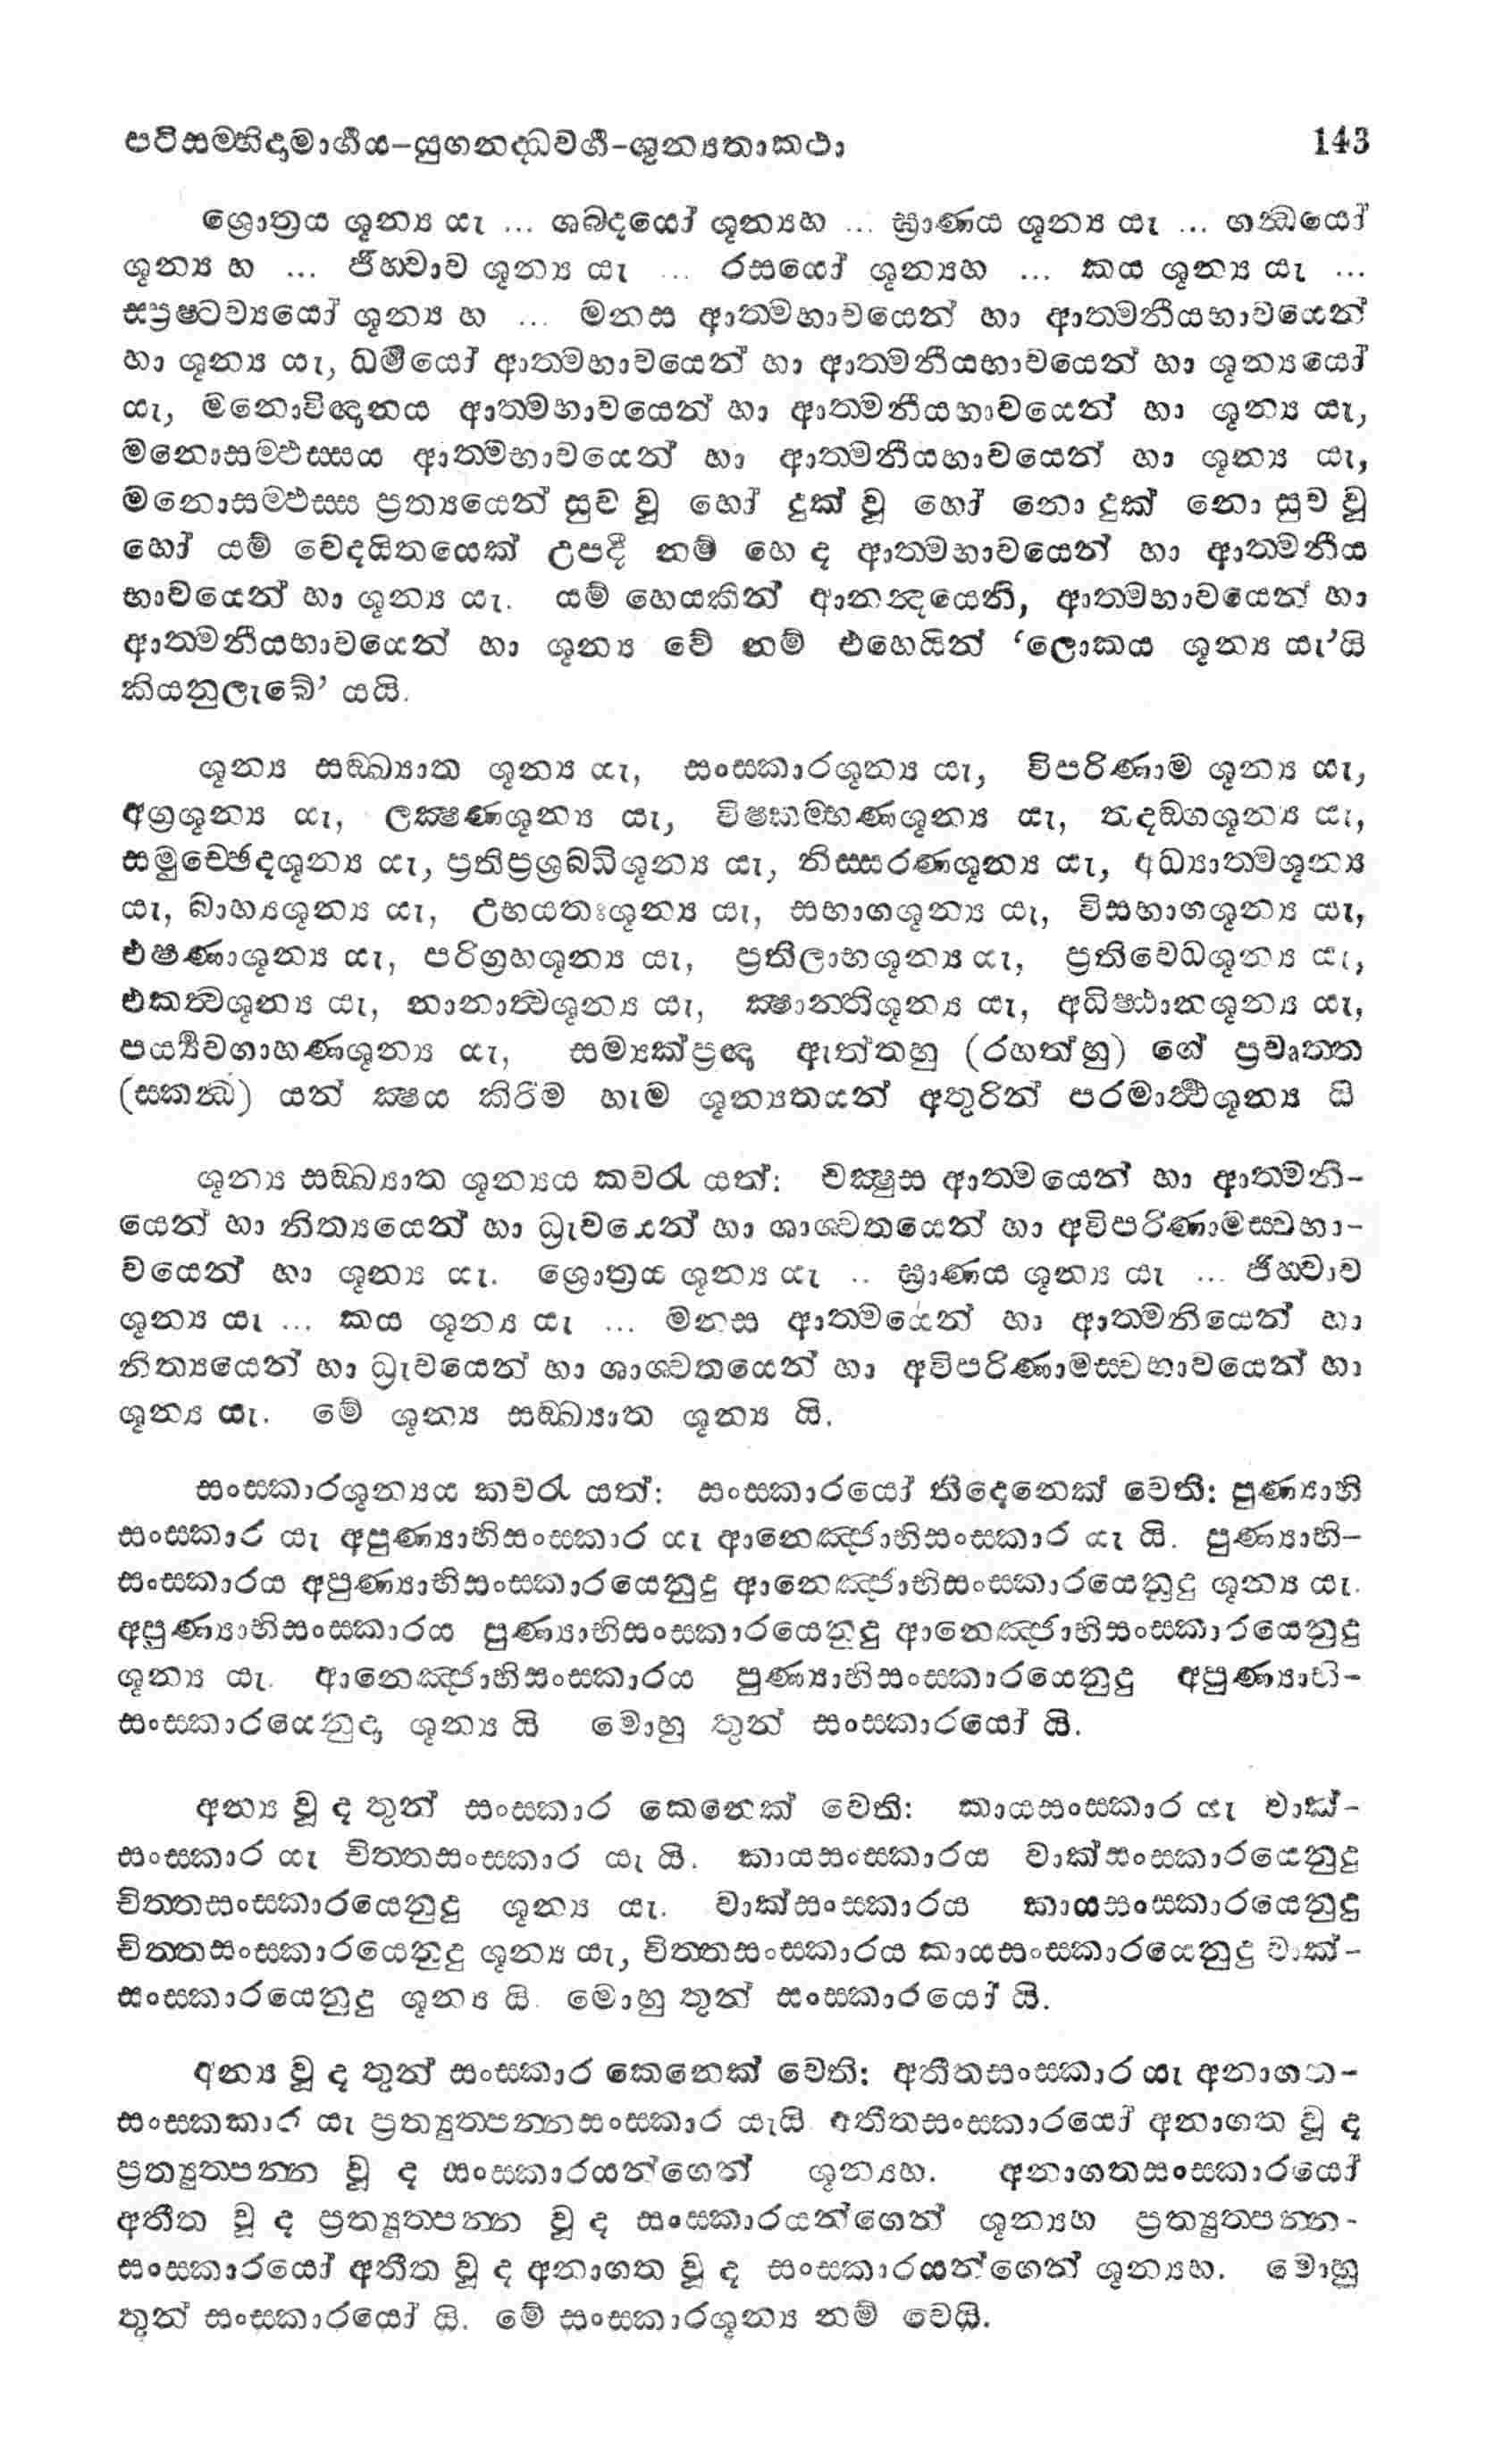 පටිසම්භිදාමාර්ගය-යුගනද්ධවර්ග-ශූන්‍යතාකථා 143
ශ්‍රොත්‍රය ශූන්‍ය යැ ... ශබ්දයෝ ශූන්‍යහ ... ඝ්‍රාණය ශූන්‍ය යැ ... ගන්ධයෝ
ශූන්‍ය හ ... ජිහ්වාව ශූන්‍ය යැ ... රසයෝ ශූන්‍යහ ... කය ශූන්‍ය යැ ...
ස්ප්‍රෂ්ටව්‍යයෝ ශූන්‍ය හ ... මනස ආත්මභාවයෙන් හා ආත්මනීයභාවයෙන්
හා ශූන්‍ය යැ, ධර්මයෝ ආත්මභාවයෙන් හා ආත්මනීයභාවයෙන් හා ශූන්‍යයෝ
යැ, මනොවිඥානය ආත්මභාවයෙන් හා ආත්මනීයභාවයෙන් හා ශූන්‍ය යැ,
මනොසම්ඵස්සය ආත්මභාවයෙන් හා ආත්මනීයභාවයෙන් හා ශූන්‍ය යැ,
මනොසම්ඵස්ස ප්‍රත්‍යයෙන් සුව වූ හෝ දුක් වූ හෝ නො දුක් නො සුව වූ
හෝ යම් වේදයිතයෙක් උපදී නම් හෙ ද ආත්මභාවයෙන් හා ආත්මනීය
භාවයෙන් හා ශූන්‍ය යැ. යම් හෙයකින් ආනන්‍දයෙනි, ආත්මභාවයෙන් හා
ආත්මනීයභාවයෙන් හා ශූන්‍ය වේ නම් එහෙයින් ‘ලොකය ශූන්‍ය යැ’යි
කියනුලැබේ’ යයි.
ශූන්‍ය සඞ්ඛ්‍යාත ශූන්‍ය යැ, සංස්කාරශූන්‍ය යැ, විපරිණාම ශූන්‍ය යැ,
අග්‍රශූන්‍ය යැ, ලක්‍ෂණශූන්‍ය යැ, විෂ්කම්භණශූන්‍ය යැ, තදඞ්ගශූන්‍ය යැ,
සමුච්ඡේදශූන්‍ය යැ, ප්‍රතිප්‍රශ්‍රබ්ධිශූන්‍ය යැ, නිස්සරණශූන්‍ය යැ, අධ්‍යාත්මශූන්‍ය
යැ, බාහ්‍යශූන්‍ය යැ, උභයතඃශූන්‍ය යැ, සභාගශූන්‍ය යැ, විසභාගශූන්‍ය යැ,
එෂණාශූන්‍ය යැ, පරිග්‍රහශූන්‍ය යැ, ප්‍රතිලාභශූන්‍ය යැ, ප්‍රතිවේධශූන්‍ය යැ,
එකත්‍වශූන්‍ය යැ, නානාත්‍වශූන්‍ය යැ, ක්‍ෂාන්තිශූන්‍ය යැ, අධිෂ්ඨානශූන්‍ය යැ,
පර්‍ය්‍යවගාහණශූන්‍ය යැ, සම්‍යක්ප්‍රඥා ඇත්තහු (රහත්හු) ගේ ප්‍රවෘත්ත
(ස්කන්ධ) යන් ක්‍ෂය කිරීම හැම ශූන්‍යතයන් අතුරින් පරමාර්ත්‍ථශූන්‍ය යි
ශූන්‍ය සඞ්ඛ්‍යාත ශූන්‍යය කවරැ යත්: චක්‍ෂුස ආත්මයෙන් හා ආත්මනි-
යෙන් හා නිත්‍යයෙන් හා ධ්‍රැවයෙන් හා ශාශ්වතයෙන් හා අවිපරිණාමස්වභා-
වයෙන් හා ශූන්‍ය යැ. ශ්‍රොත්‍රය ශූන්‍ය යැ .. ඝ්‍රාණය ශූන්‍ය යැ ... ජිහ්වාව
ශූන්‍ය යැ ... කය ශූන්‍ය යැ ... මනස ආත්මයෙන් හා ආත්මනියෙන් හා
නිත්‍යයෙන් හා ධ්‍රැවයෙන් හා ශාශ්වතයෙන් හා අවිපරිණාමස්වභාවයෙන් හා
ශූන්‍ය යැ. මේ ශූන්‍ය සඞ්ඛ්‍යාත ශූන්‍ය යි.
සංස්කාරශූන්‍යය කවරැ යත්: සංස්කාරයෝ තිදෙනෙක් වෙති: පුණ්‍යාභි
සංස්කාර යැ අපුණ්‍යාභිසංස්කාර යැ ආනෙඤ්ජාභිසංස්කාර යැ යි. පුණ්‍යාභි-
සංස්කාරය අපුණ්‍යාභිසංස්කාරයෙනුදු ආනෙඤ්ජාභිසංස්කාරයෙනුදු ශූන්‍ය යැ.
අපුණ්‍යාභිසංස්කාරය පුණ්‍යාභිසංස්කාරයෙනුදු ආනෙඤ්ජාභිසංස්කාරයෙනුදු
ශූන්‍ය යැ. ආනෙඤ්ජාභිසංස්කාරය පුණ්‍යාභිසංස්කාරයෙනුදු අපුණ්‍යාභි-
සංස්කාරයෙනුදු ශූන්‍ය යි මොහු තුන් සංස්කාරයෝ යි.
අන්‍ය වූ ද තුන් සංස්කාර කෙනෙක් වෙති: කායසංස්කාර යැ වාක්-
සංස්කාර යැ චිත්තසංස්කාර යැ යි. කායසංස්කාරය වාක්සංස්කාරයෙනුදු
චිත්තසංස්කාරයෙනුදු ශූන්‍ය යැ. වාක්සංස්කාරය කායසංස්කාරයෙනුදු
චිත්තසංස්කාරයෙනුදු ශූන්‍ය යැ, චිත්තසංස්කාරය කායසංස්කාරයෙනුදු වාක්-
සංස්කාරයෙනුදු ශූන්‍ය යි. මොහු තුන් සංස්කාරයෝ යි.
අන්‍ය වූ ද තුන් සංස්කාර කෙනෙක් වෙති: අතීතසංස්කාර යැ අනාගත-
සංස්කකාර යැ ප්‍රත්‍යුත්පන්නසංස්කාර යැයි. අතීතසංස්කාරයෝ අනාගත වූ ද
ප්‍රත්‍යුත්පන්න වූ ද සංස්කාරයන්ගෙන් ශූන්‍යහ. අනාගතසංස්කාරයෝ
අතීත වූ ද ප්‍රත්‍යුත්පන්න වූ ද සංස්කාරයන්ගෙන් ශූන්‍යහ ප්‍රත්‍යුත්පන්න-
සංස්කාරයෝ අතීත වූ ද අනාගත වූ ද සංස්කාරයන්ගෙන් ශූන්‍යහ. මොහු
තුන් සංස්කාරයෝ යි. මේ සංස්කාරශූන්‍ය නම් වෙයි.